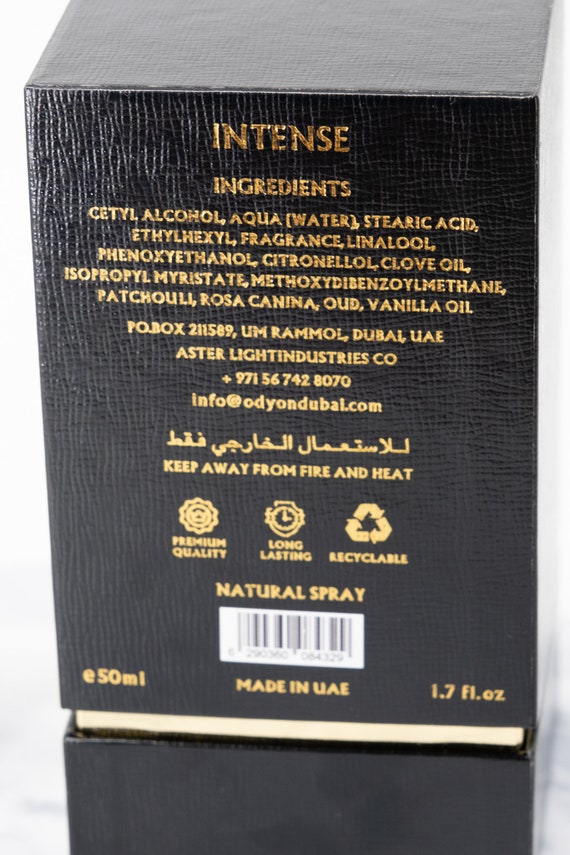 INTENSE
INGREDIENTS
CETYL ALCOHOL, AQUA (WATER), STEARIC ACID,
ETHYLHEXYL, FRAGRANCE, LINALOOL,
PHENOXYETHANOL, CITRONELLOL, CLOVE OIL,
ISOPROPYL MYRISTATE, METHOXYDIBENZOYLMETHANE,
PATCHOULI, ROSA CANINA, OUD, VANILLA OIL
P.O.BOX 211589, UM RAMMOL, DUBAI, UAE
ASTER LIGHTINDUSTRIES CO
+ 971 56 742 8070
info@odyondubai.com
للاستعمال الخارجي فقط
KEEP AWAY FROM FIRE AND HEAT
PREMIUM QUALITY
LONG LASTING
RECYCLABLE
NATURAL SPRAY
6 290360 084329
e50ml
MADE IN UAE
1.7 fl.oz